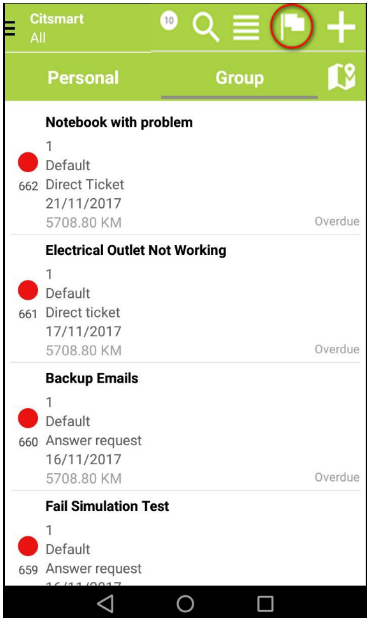 Citsmart
All
10
Personal
Group
Notebook with problem
1
Default
662 Direct Ticket
21/11/2017
5708.80 KM
Overdue
Electrical Outlet Not Working
1
Default
661 Direct ticket
17/11/2017
5708.80 KM
Overdue
Backup Emails
1
Default
660 Answer request
16/11/2017
5708.80 KM
Overdue
Fail Simulation Test
1
Default
659 Answer request
16/11/2017